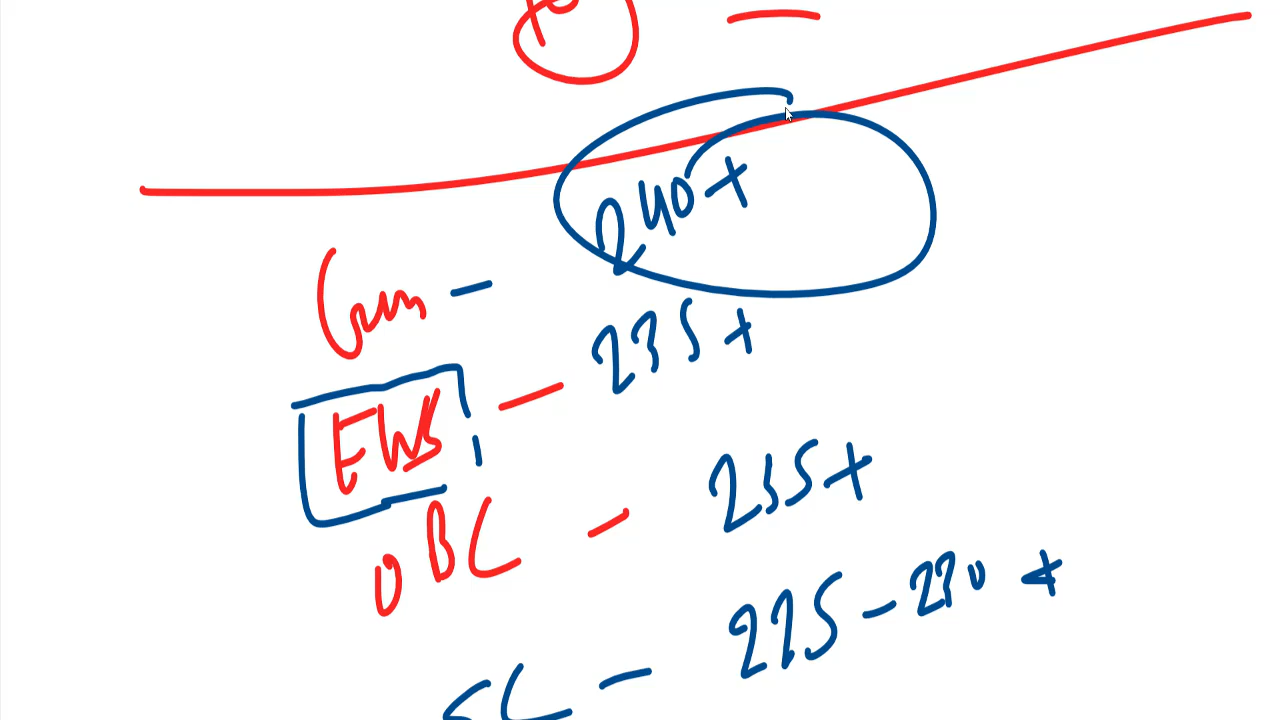 Gen - 240+
EWS - 235+
OBC - 235+
SC - 225-230+